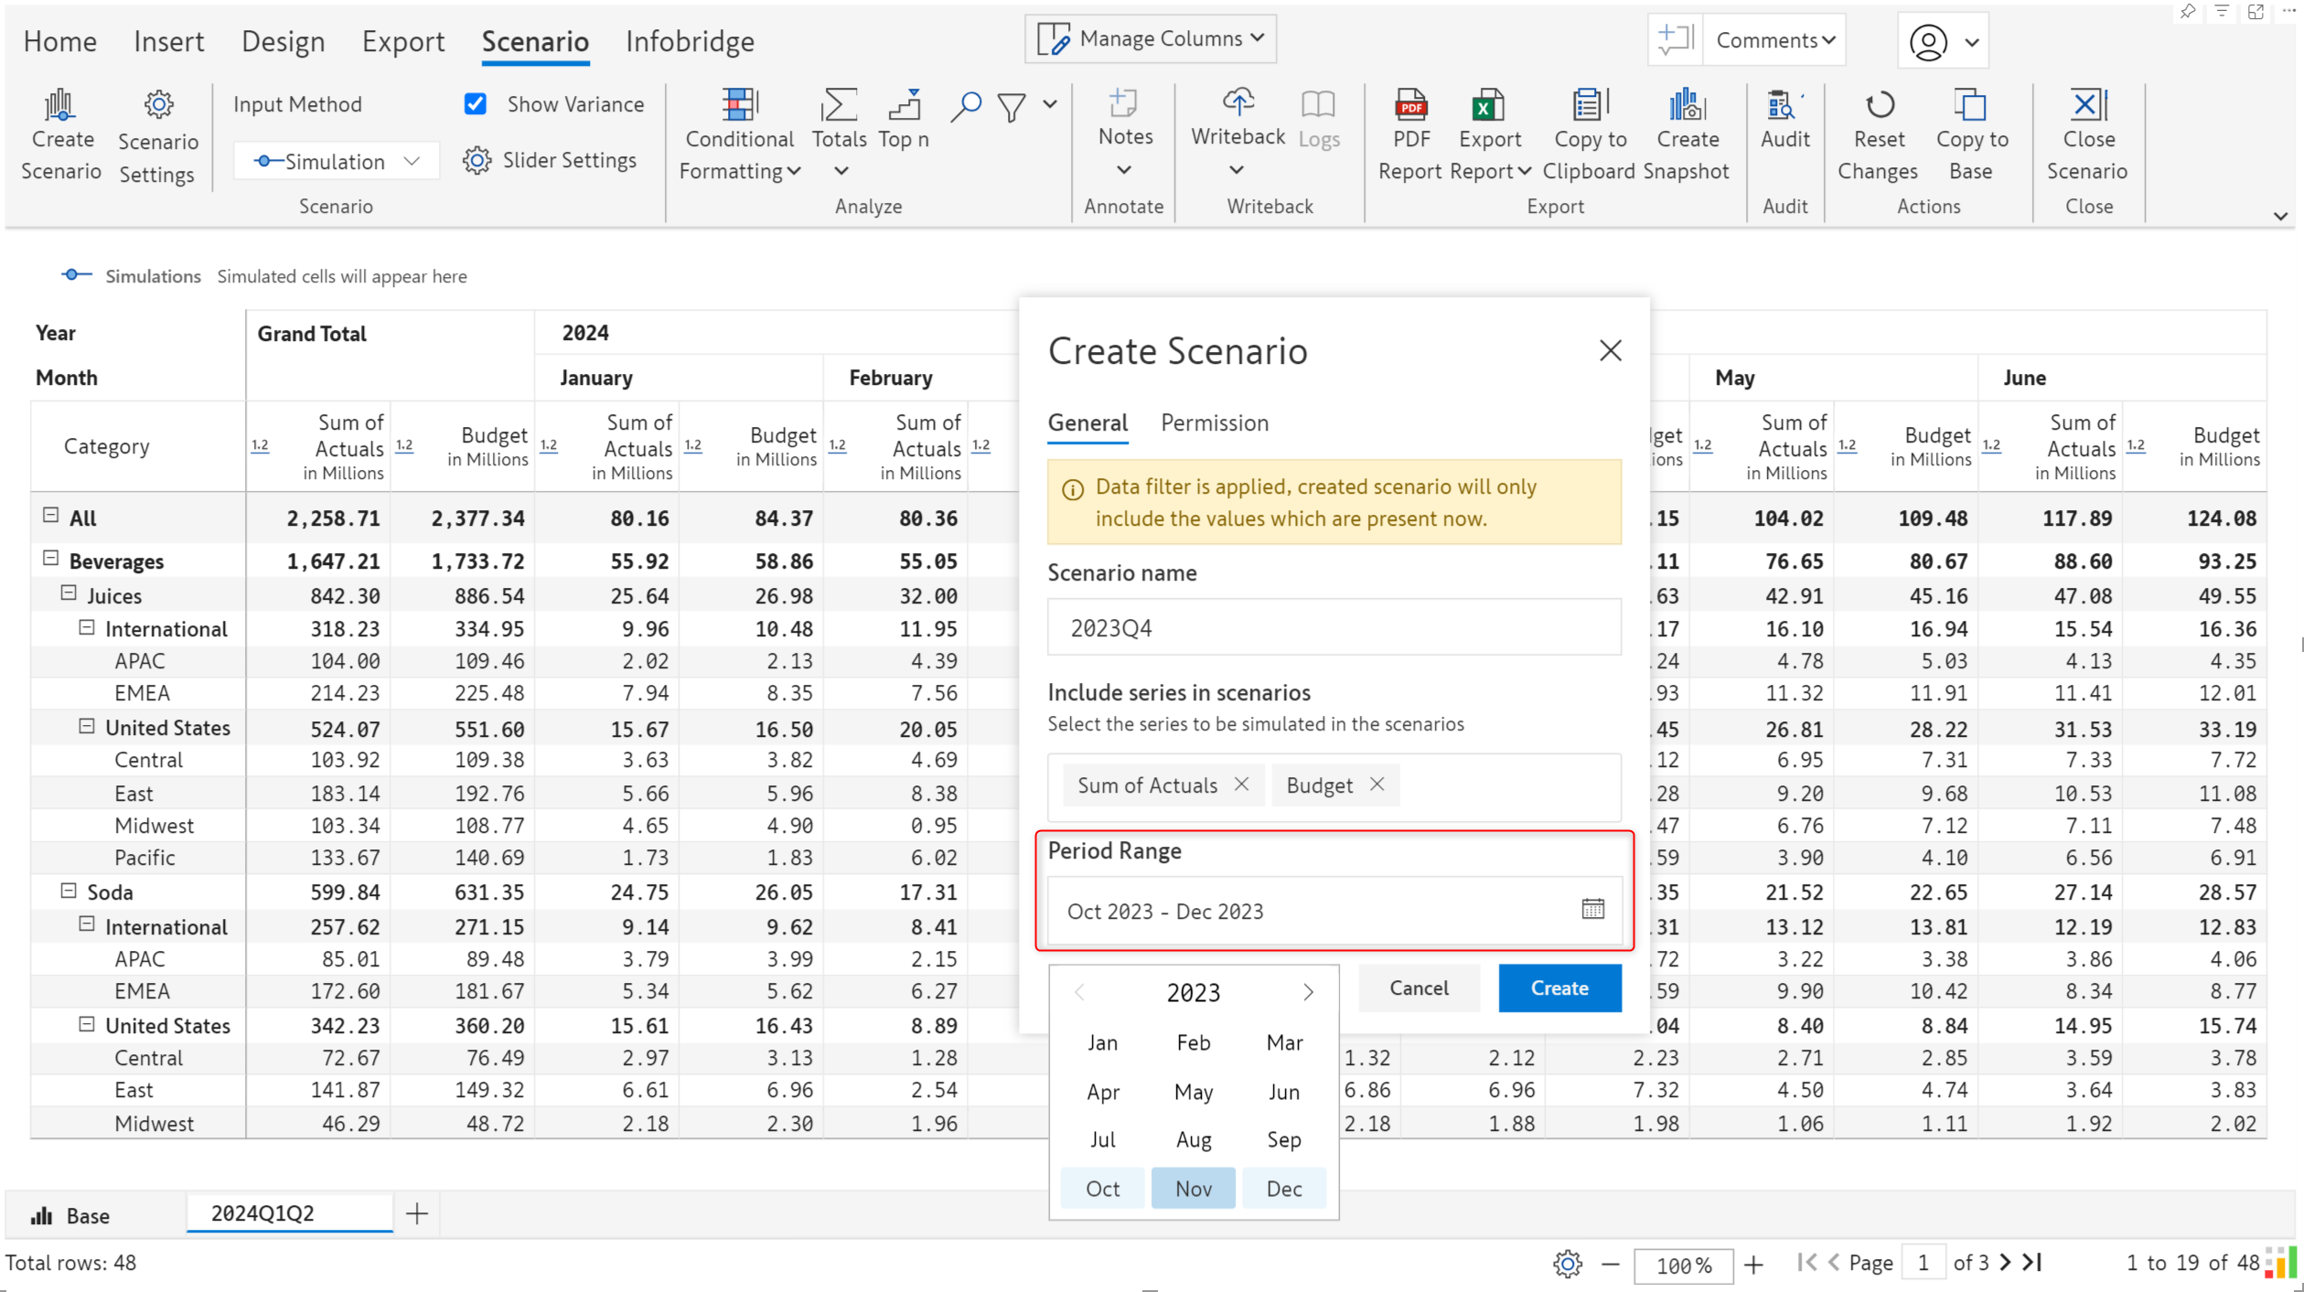 Home Insert Design Export Scenario Infobridge Manage Columns Comments
Create Scenario
Scenario Settings
Input Method
Simulation
Show Variance
Slider Settings
Scenario
Conditional Formatting
Totals
Top n
Analyze
Notes
Annotate
Writeback
Logs
Writeback
PDF Report
Export Report
Copy to Clipboard
Create Snapshot
Export
Audit
Audit
Reset Changes
Copy to Base
Actions
Close Scenario
Close
Simulations Simulated cells will appear here
Year Grand Total 2024
Month January February May June
Category 1.2 Sum of Actuals in Millions 1.2 Budget in Millions 1.2 Sum of Actuals in Millions 1.2 Budget in Millions 1.2 Sum of Actuals in Millions 1.2 1.2 Sum of Actuals in Millions 1.2 Budget in Millions 1.2 Sum of Actuals in Millions 1.2 Budget in Millions
All 2,258.71 2,377.34 80.16 84.37 80.36 .15 104.02 109.48 117.89 124.08
Beverages 1,647.21 1,733.72 55.92 58.86 55.05 .11 76.65 80.67 88.60 93.25
Juices 842.30 886.54 25.64 26.98 32.00 .63 42.91 45.16 47.08 49.55
International 318.23 334.95 9.96 10.48 11.95 .17 16.10 16.94 15.54 16.36
APAC 104.00 109.46 2.02 2.13 4.39 .24 4.78 5.03 4.13 4.35
EMEA 214.23 225.48 7.94 8.35 7.56 .93 11.32 11.91 11.41 12.01
United States 524.07 551.60 15.67 16.50 20.05 .45 26.81 28.22 31.53 33.19
Central 103.92 109.38 3.63 3.82 4.69 .12 6.95 7.31 7.33 7.72
East 183.14 192.76 5.66 5.96 8.38 .28 9.20 9.68 10.53 11.08
Midwest 103.34 108.77 4.65 4.90 0.95 .47 6.76 7.12 7.11 7.48
Pacific 133.67 140.69 1.73 1.83 6.02 .59 3.90 4.10 6.56 6.91
Soda 599.84 631.35 24.75 26.05 17.31 .35 21.52 22.65 27.14 28.57
International 257.62 271.15 9.14 9.62 8.41 .31 13.12 13.81 12.19 12.83
APAC 85.01 89.48 3.79 3.99 2.15 .72 3.22 3.38 3.86 4.06
EMEA 172.60 181.67 5.34 5.62 6.27 .59 9.90 10.42 8.34 8.77
United States 342.23 360.20 15.61 16.43 8.89 .04 8.40 8.84 14.95 15.74
Central 72.67 76.49 2.97 3.13 1.28 1.32 2.12 2.23 2.71 2.85 3.59 3.78
East 141.87 149.32 6.61 6.96 2.54 6.86 6.96 7.32 4.50 4.74 3.64 3.83
Midwest 46.29 48.72 2.18 2.30 1.96 2.18 1.88 1.98 1.06 1.11 1.92 2.02
Create Scenario
General Permission
Data filter is applied, created scenario will only
include the values which are present now.
Scenario name
2023Q4
Include series in scenarios
Select the series to be simulated in the scenarios
Sum of Actuals Budget
Period Range
Oct 2023 - Dec 2023
Cancel Create
2023
Jan Feb Mar
Apr May Jun
Jul Aug Sep
Oct Nov Dec
Base 2024Q1Q2
Total rows: 48 100% Page 1 of 3 1 to 19 of 48